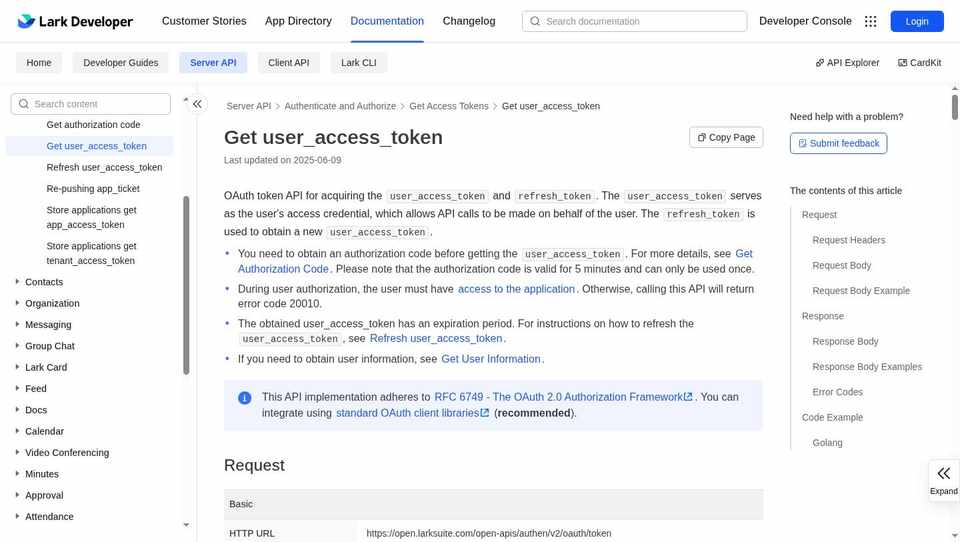 Lark Developer
Customer Stories
App Directory
Documentation
Changelog
Search documentation
Developer Console
Login
Home
Developer Guides
Server API
Client API
Lark CLI
API Explorer
CardKit
Search content
Get authorization code
Get user_access_token
Refresh user_access_token
Re-pushing app_ticket
Store applications get
app_access_token
Store applications get
tenant_access_token
Contacts
Organization
Messaging
Group Chat
Lark Card
Feed
Docs
Calendar
Video Conferencing
Minutes
Approval
Attendance
Server API > Authenticate and Authorize > Get Access Tokens > Get user_access_token
Get user_access_token
Copy Page
Last updated on 2025-06-09
OAuth token API for acquiring the user_access_token and refresh_token. The user_access_token serves
as the user's access credential, which allows API calls to be made on behalf of the user. The refresh_token is
used to obtain a new user_access_token.
• You need to obtain an authorization code before getting the user_access_token. For more details, see Get
Authorization Code. Please note that the authorization code is valid for 5 minutes and can only be used once.
• During user authorization, the user must have access to the application. Otherwise, calling this API will return
error code 20010.
• The obtained user_access_token has an expiration period. For instructions on how to refresh the
user_access_token, see Refresh user_access_token.
• If you need to obtain user information, see Get User Information.
This API implementation adheres to RFC 6749 - The OAuth 2.0 Authorization Framework. You can
integrate using standard OAuth client libraries (recommended).
Request
Basic
HTTP URL
https://open.larksuite.com/open-apis/authen/v2/oauth/token
Need help with a problem?
Submit feedback
The contents of this article
Request
Request Headers
Request Body
Request Body Example
Response
Response Body
Response Body Examples
Error Codes
Code Example
Golang
Expand